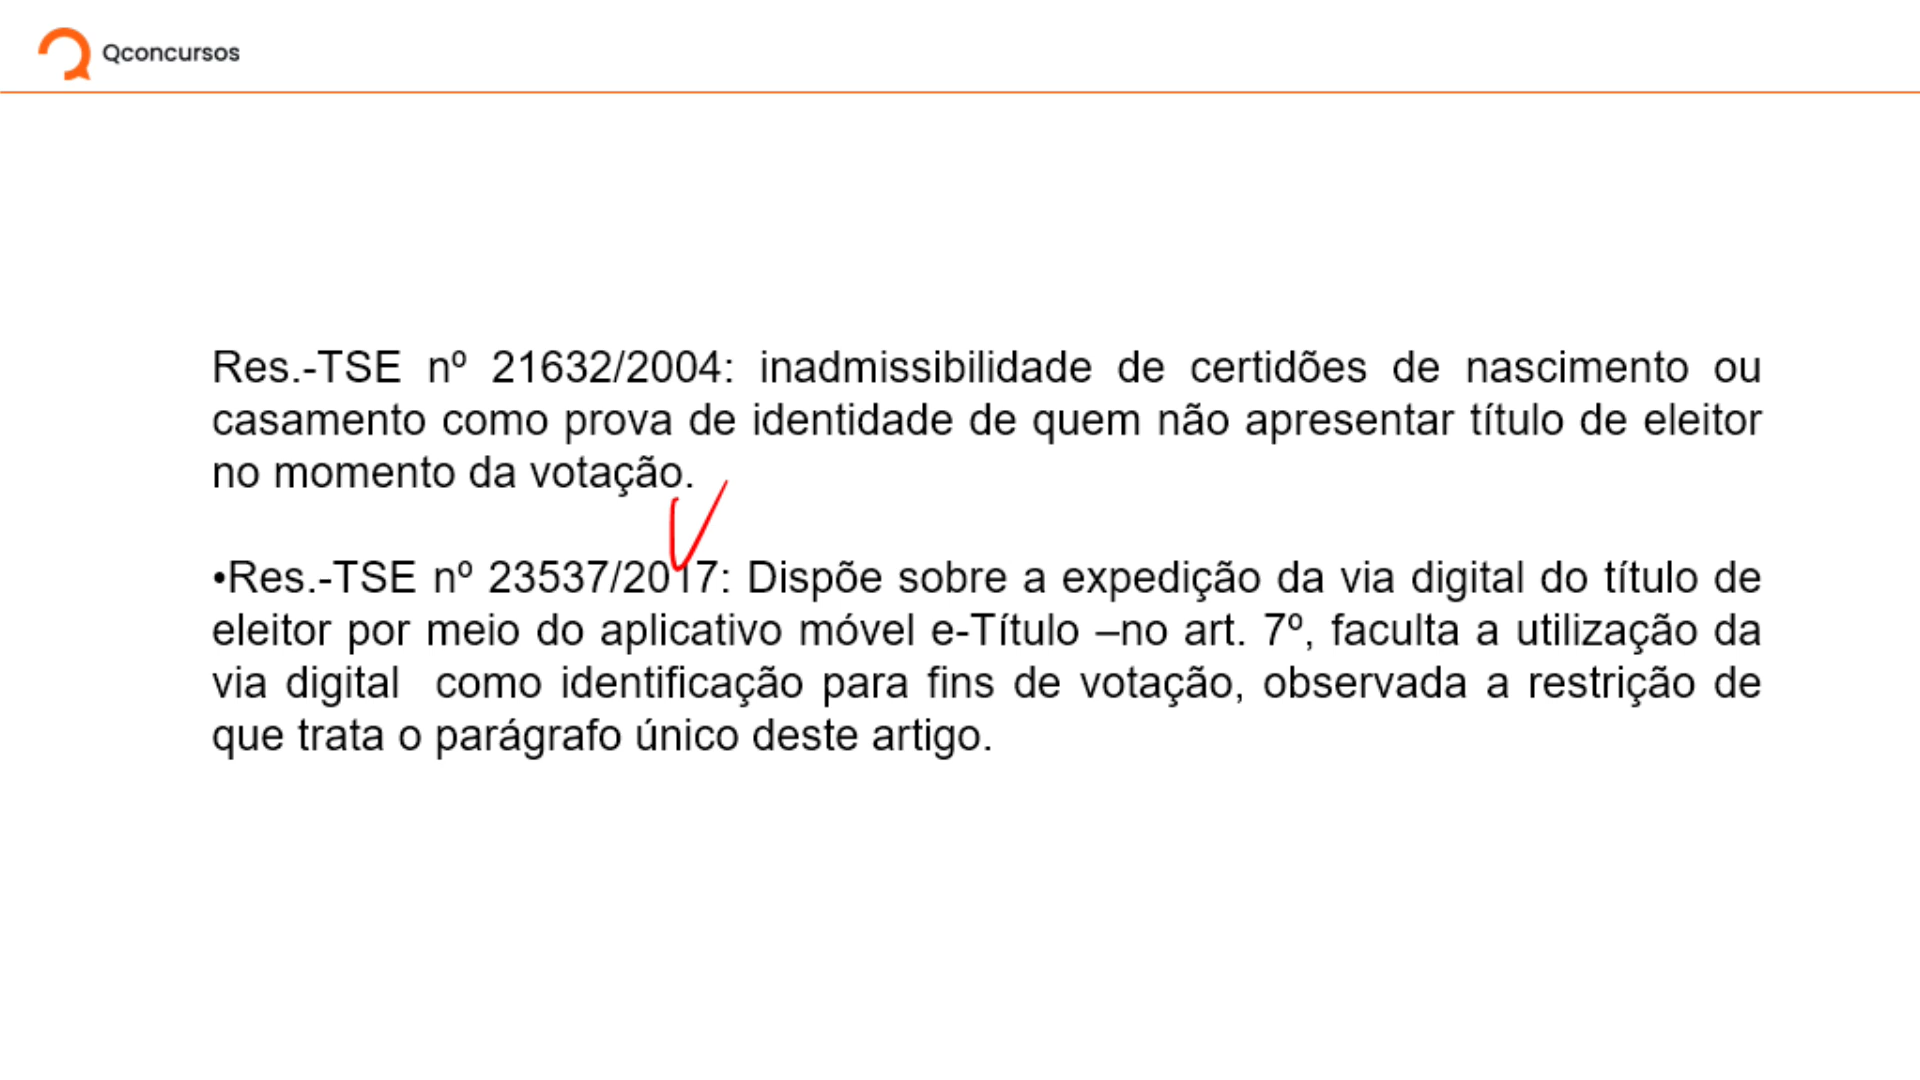 Qconcursos
Res.-TSE nº 21632/2004: inadmissibilidade de certidões de nascimento ou
casamento como prova de identidade de quem não apresentar título de eleitor
no momento da votação.
•Res.-TSE nº 23537/2017: Dispõe sobre a expedição da via digital do título de
eleitor por meio do aplicativo móvel e-Título –no art. 7º, faculta a utilização da
via digital  como identificação para fins de votação, observada a restrição de
que trata o parágrafo único deste artigo.